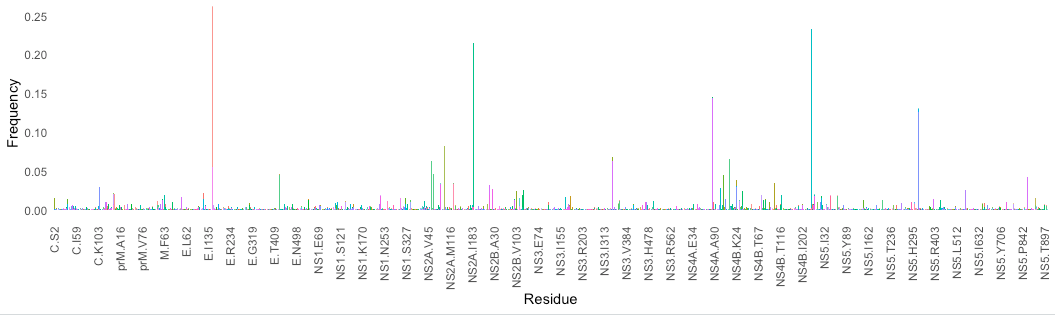 Frequency
0.25
0.20
0.15
0.10
0.05
0.00
C.S2
C.I59
C.K103
prM.A16
prM.V76
M.F63
E.L62
E.I135
E.R234
E.G319
E.T409
E.N498
NS1.E69
NS1.S121
NS1.K170
NS1.N253
NS1.S327
NS2A.V45
NS2A.M116
NS2A.I183
NS2B.A30
NS2B.V103
NS3.E74
NS3.I155
NS3.R203
NS3.I313
NS3.V384
NS3.H478
NS3.R562
NS4A.E34
NS4A.A90
NS4B.K24
NS4B.T67
NS4B.T116
NS4B.I202
NS5.I32
NS5.Y89
NS5.I162
NS5.T236
NS5.H295
NS5.R403
NS5.L512
NS5.I632
NS5.Y706
NS5.P842
NS5.T897
Residue